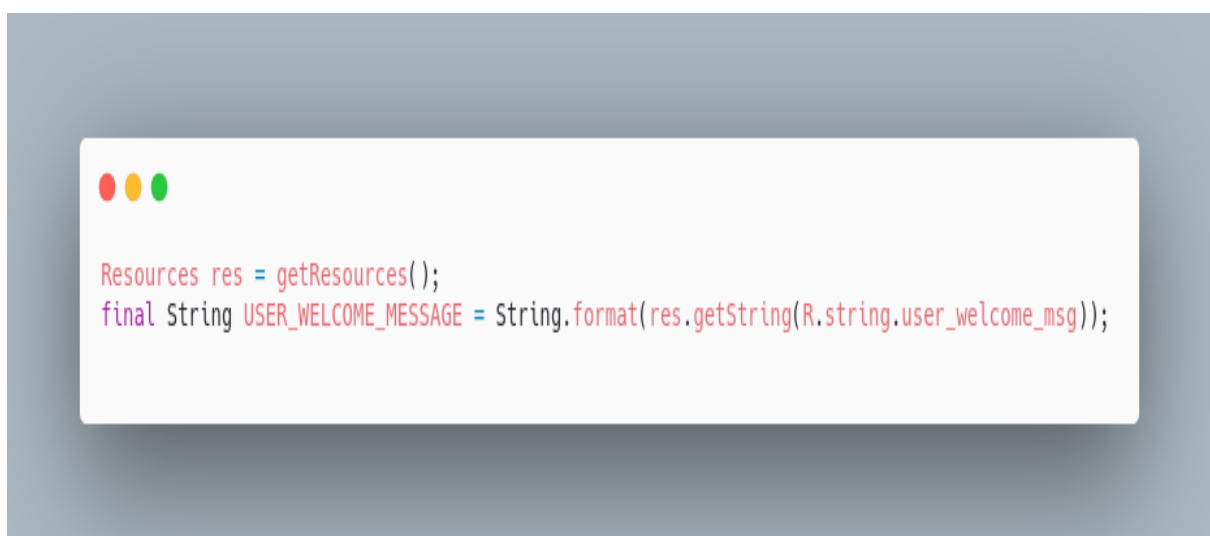 Resources res = getResources();
final String USER_WELCOME_MESSAGE = String.format(res.getString(R.string.user_welcome_msg));